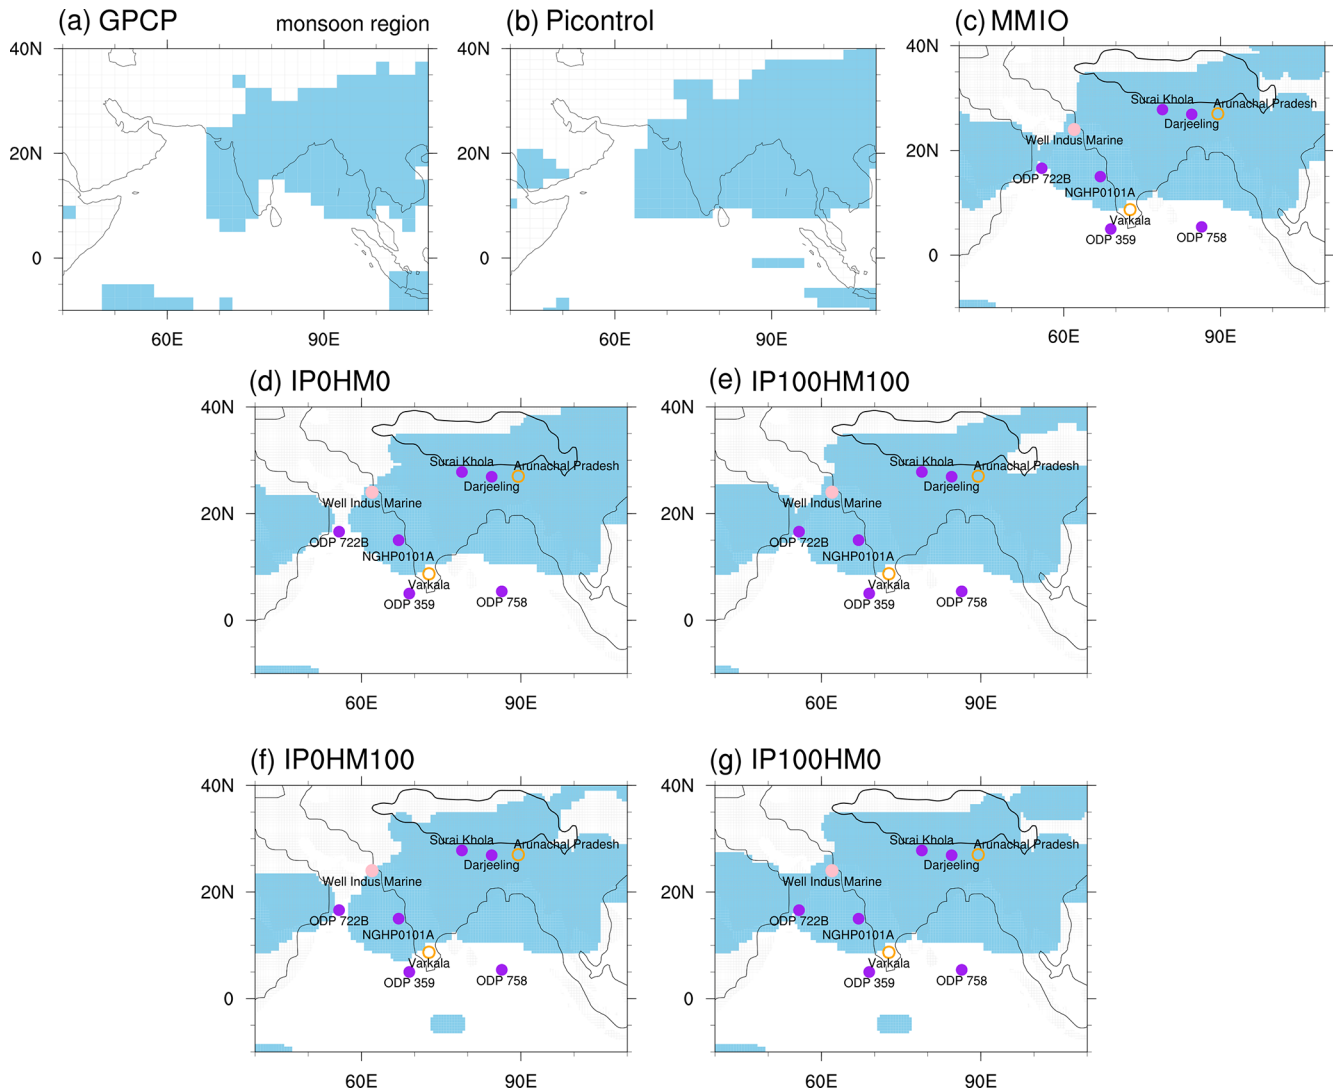 (a) GPCP monsoon region
40N
20N
0
60E 90E
(b) Picontrol
40N
20N
0
60E 90E
(c) MMIO
40N
20N
0
60E 90E
Surai Khola
Arunachal Pradesh
Darjeeling
Well Indus Marine
ODP 722B
NGHP0101A
Varkala
ODP 359
ODP 758
(d) IP0HM0
40N
20N
0
60E 90E
Surai Khola
Arunachal Pradesh
Darjeeling
Well Indus Marine
ODP 722B
NGHP0101A
Varkala
ODP 359
ODP 758
(e) IP100HM100
40N
20N
0
60E 90E
Surai Khola
Arunachal Pradesh
Darjeeling
Well Indus Marine
ODP 722B
NGHP0101A
Varkala
ODP 359
ODP 758
(f) IP0HM100
40N
20N
0
60E 90E
Surai Khola
Arunachal Pradesh
Darjeeling
Well Indus Marine
ODP 722B
NGHP0101A
Varkala
ODP 359
ODP 758
(g) IP100HM0
40N
20N
0
60E 90E
Surai Khola
Arunachal Pradesh
Darjeeling
Well Indus Marine
ODP 722B
NGHP0101A
Varkala
ODP 359
ODP 758